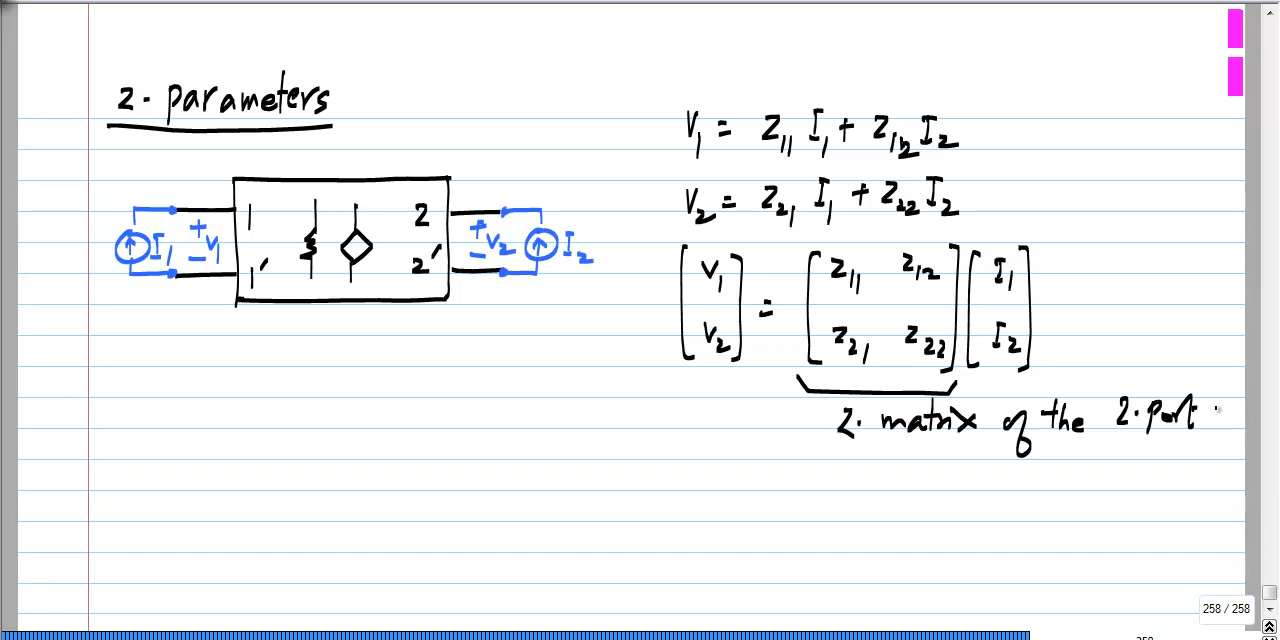 z- parameters
V1 = Z11 I1 + Z12 I2
V2 = Z21 I1 + Z22 I2
I1 + V1 − 1 1′ 2 2′ + V2 − I2
[V1 V2] = [Z11 Z12 Z21 Z22] [I1 I2]
Z- matrix of the 2-port
258 / 258